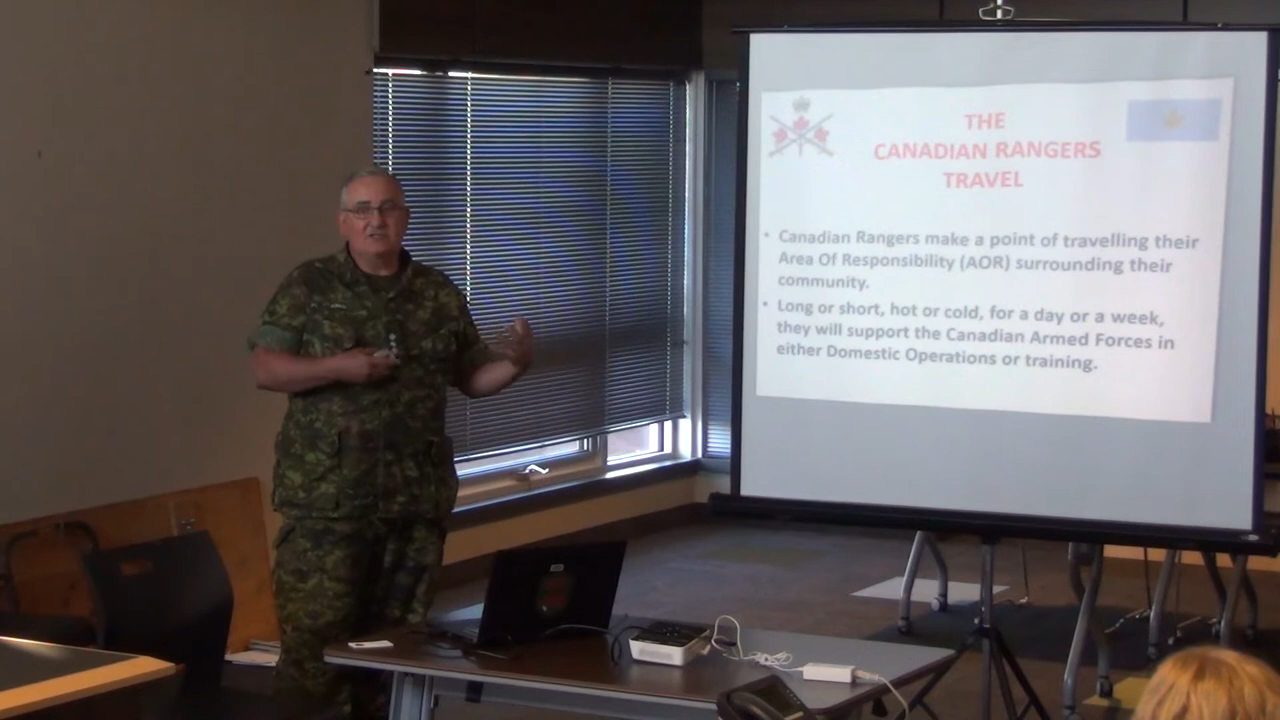 THE
CANADIAN RANGERS
TRAVEL
• Canadian Rangers make a point of travelling their
Area Of Responsibility (AOR) surrounding their
community.
• Long or short, hot or cold, for a day or a week,
they will support the Canadian Armed Forces in
either Domestic Operations or training.